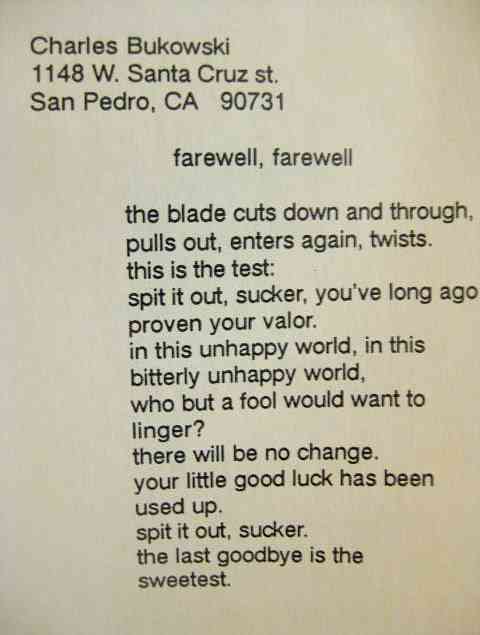 Charles Bukowski
1148 W. Santa Cruz st.
San Pedro, CA 90731
farewell, farewell
the blade cuts down and through,
pulls out, enters again, twists.
this is the test:
spit it out, sucker, you've long ago
proven your valor.
in this unhappy world, in this
bitterly unhappy world,
who but a fool would want to
linger?
there will be no change.
your little good luck has been
used up.
spit it out, sucker.
the last goodbye is the
sweetest.